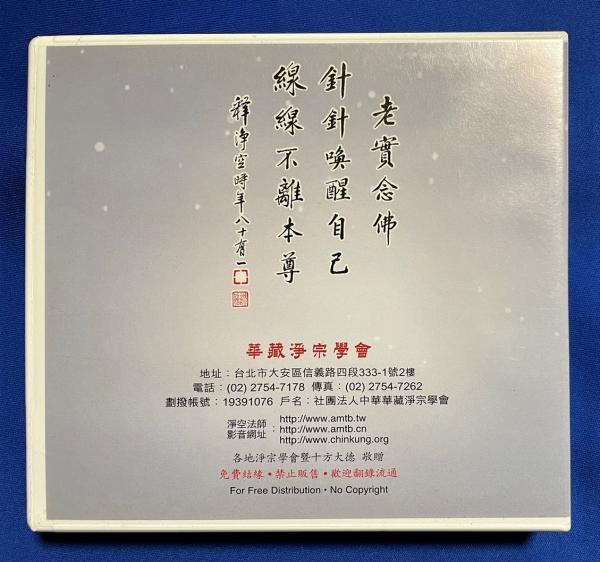 老實念佛
針針喚醒自己
線線不離本尊
釋淨空時年八十有一
華藏淨宗學會
地址：台北市大安區信義路四段333-1號2樓
電話：(02) 2754-7178 傳真：(02) 2754-7262
劃撥帳號：19391076 戶名：社團法人中華華藏淨宗學會
淨空法師
影音網址
：
http://www.amtb.tw
http://www.amtb.cn
http://www.chinkung.org
各地淨宗學會暨十方大德 敬贈
免費結緣・禁止販售・歡迎翻錄流通
For Free Distribution・No Copyright